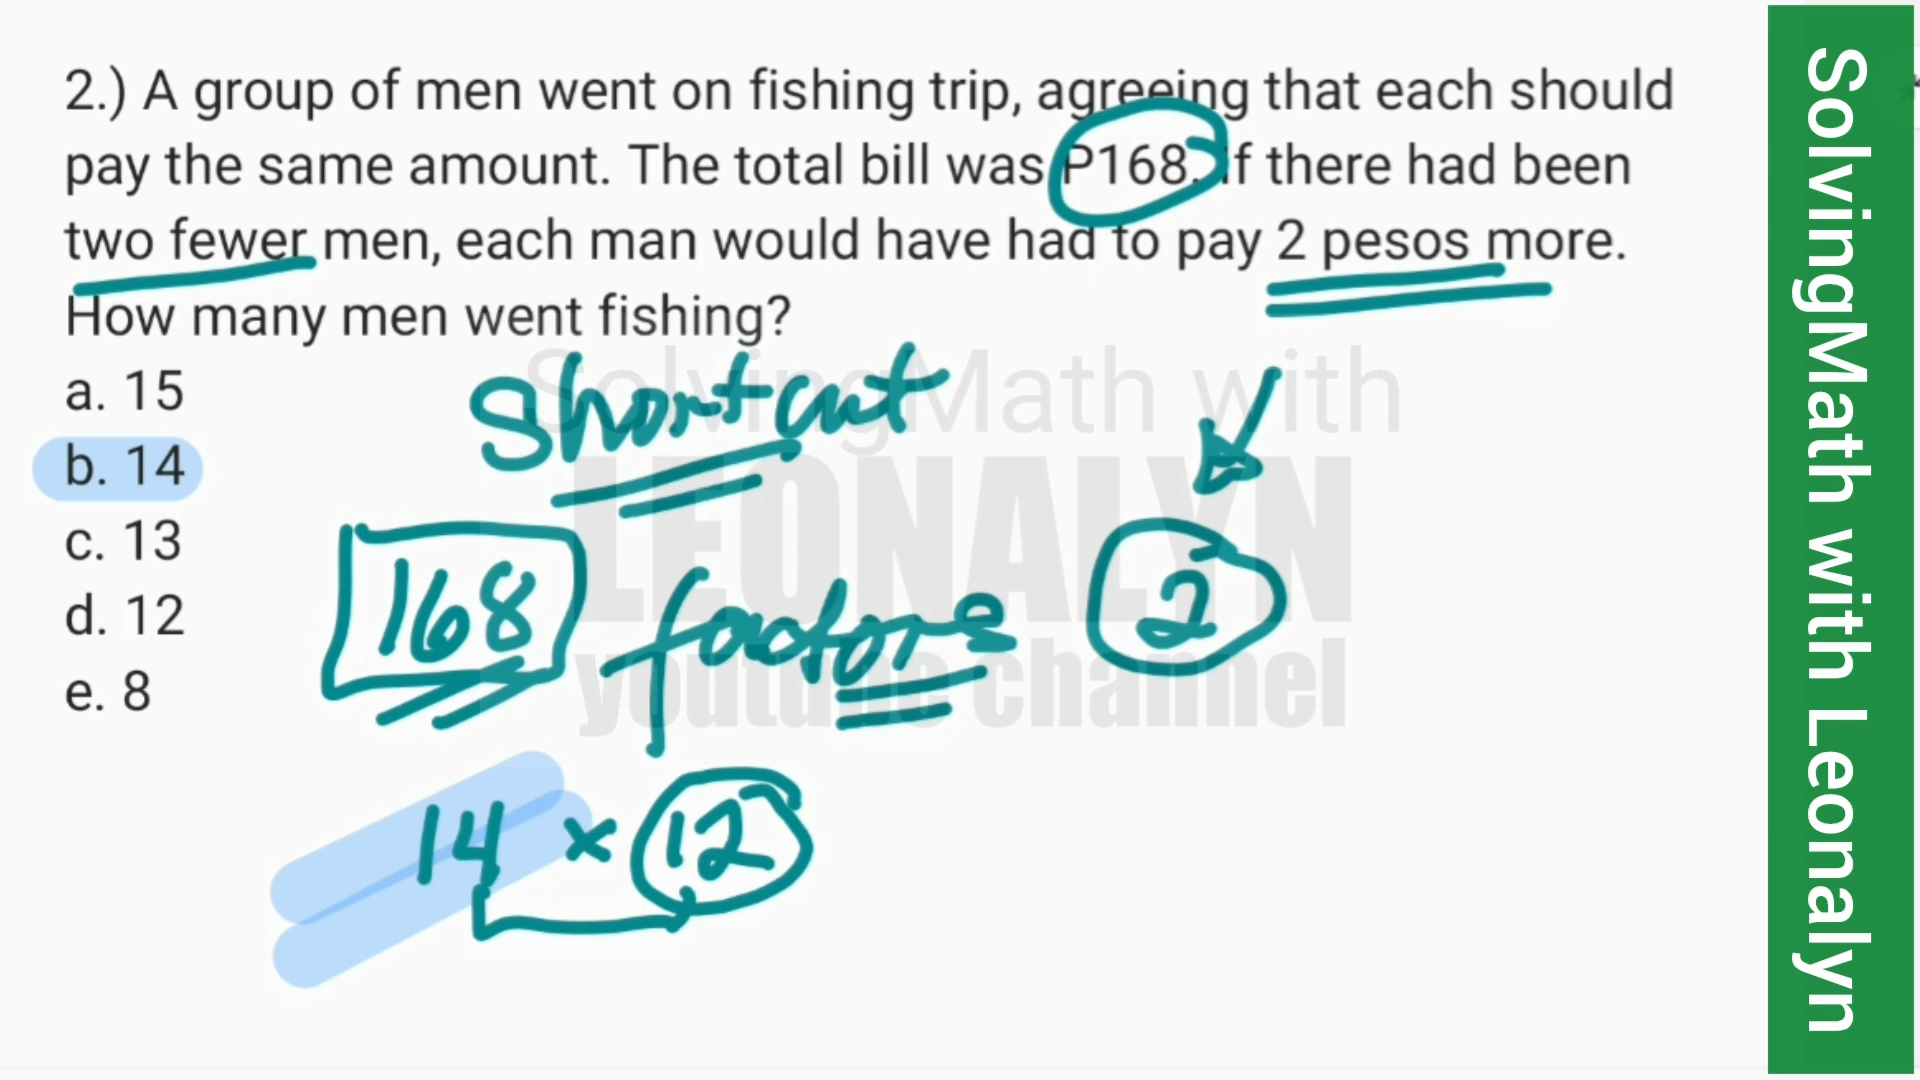 2.) A group of men went on fishing trip, agreeing that each should
pay the same amount. The total bill was P168. If there had been
two fewer men, each man would have had to pay 2 pesos more.
How many men went fishing?
a. 15
b. 14
c. 13
d. 12
e. 8
Shortcut
168 factors 2
14 × 12
SolvingMath with
LEONALYN
youtube channel
SolvingMath with Leonalyn